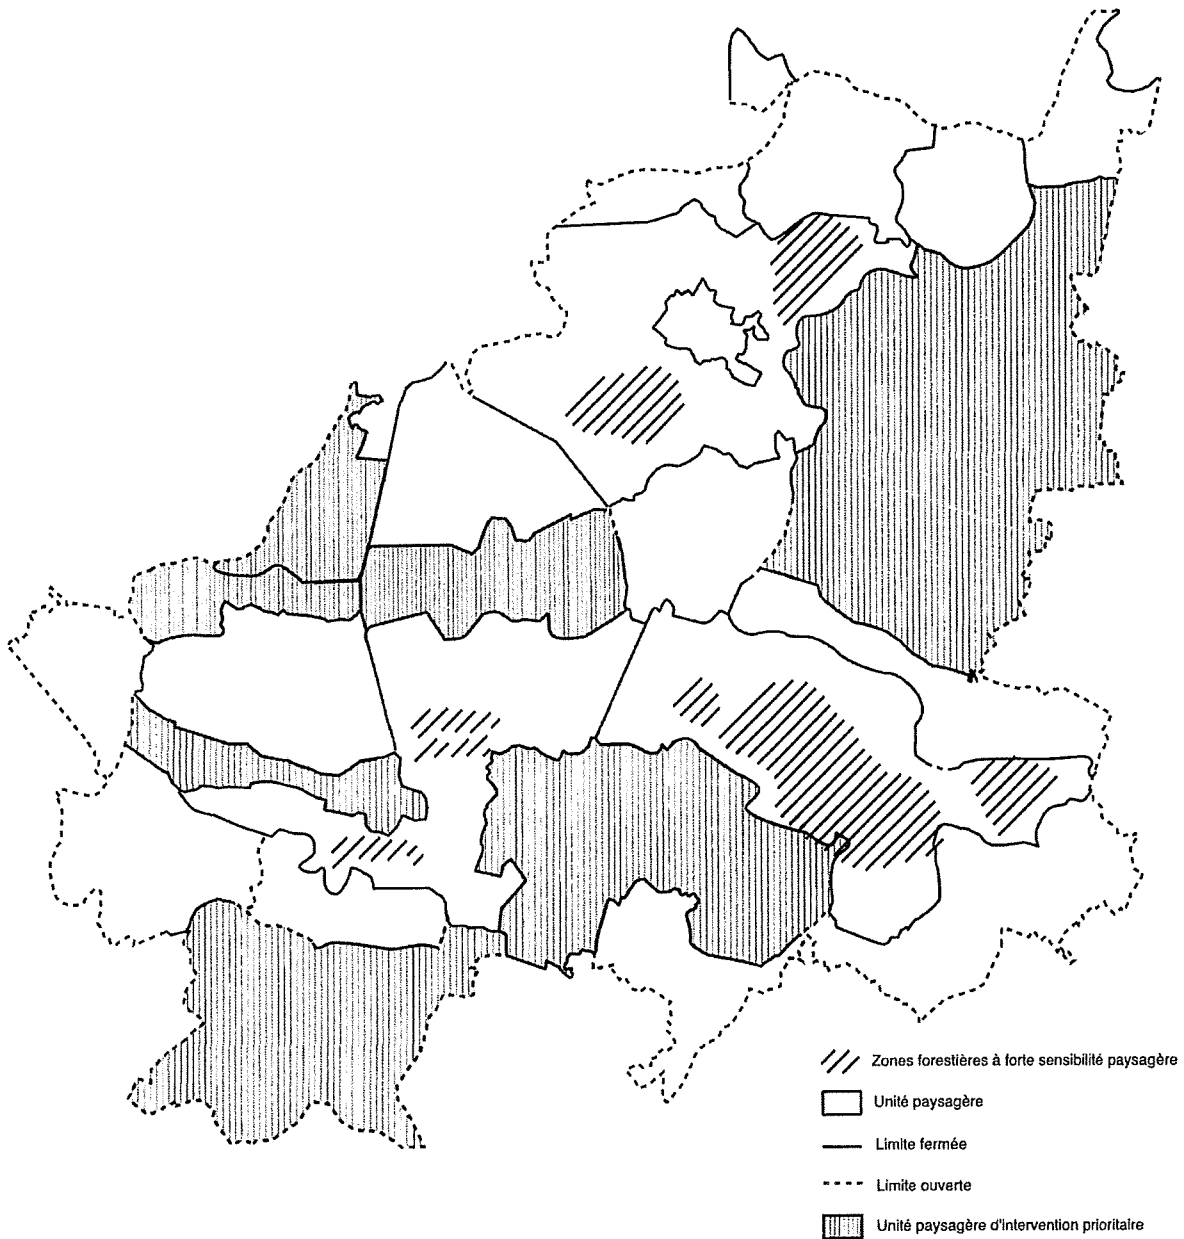 Zones forestières à forte sensibilité paysagère
Unité paysagère
Limite fermée
Limite ouverte
Unité paysagère d'intervention prioritaire